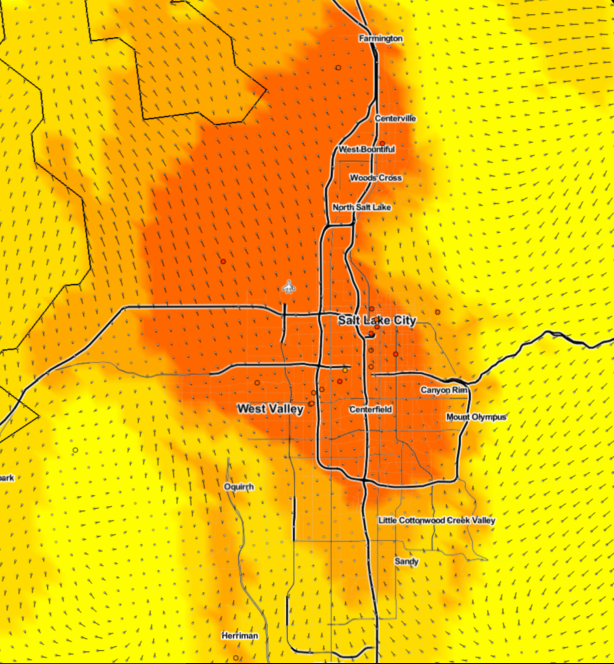 Farmington
Centerville
West Bountiful
Woods Cross
North Salt Lake
Salt Lake City
Canyon Rim
West Valley
Centerfield
Mount Olympus
ark
Oquirrh
Little Cottonwood Creek Valley
Sandy
Herriman